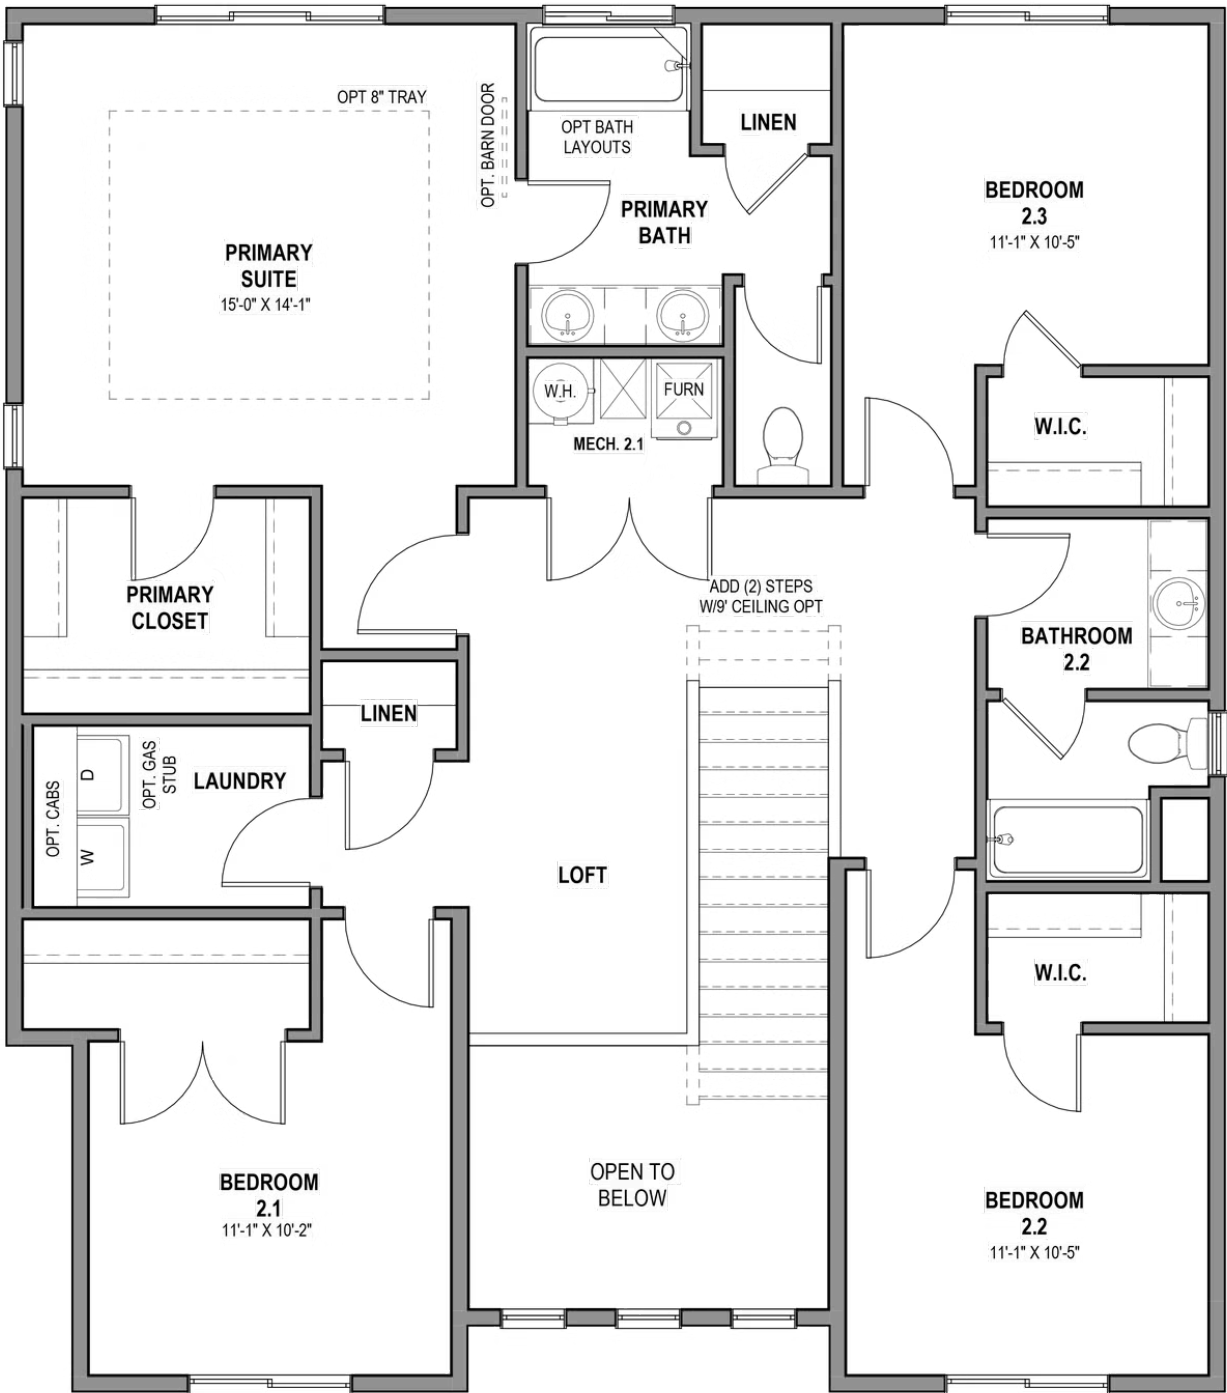 OPT 8" TRAY
OPT. BARN DOOR
PRIMARY
SUITE
15'-0" X 14'-1"
OPT BATH
LAYOUTS
LINEN
PRIMARY
BATH
BEDROOM
2.3
11'-1" X 10'-5"
W.H.
FURN
MECH. 2.1
W.I.C.
PRIMARY
CLOSET
ADD (2) STEPS
W/9' CEILING OPT
BATHROOM
2.2
LINEN
OPT. CABS
D
W
OPT. GAS
STUB
LAUNDRY
LOFT
W.I.C.
BEDROOM
2.1
11'-1" X 10'-2"
OPEN TO
BELOW
BEDROOM
2.2
11'-1" X 10'-5"